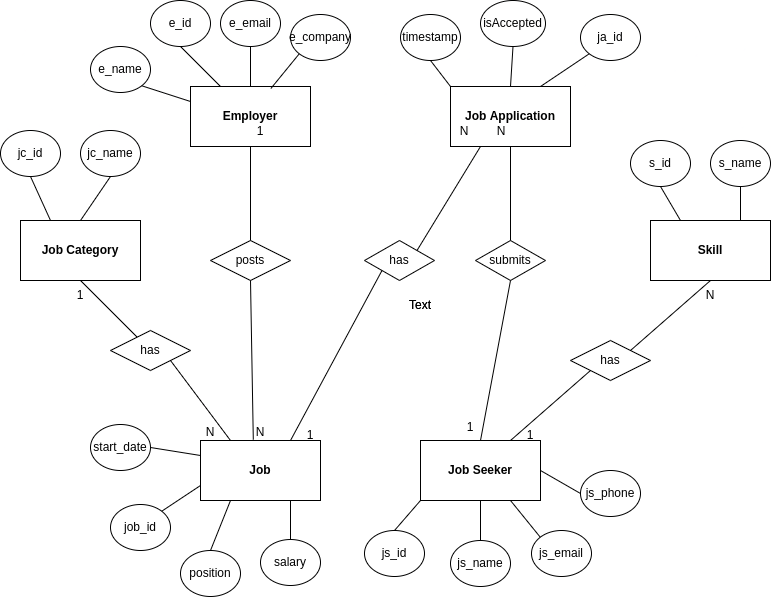 e_id
e_email
e_company
e_name
timestamp
isAccepted
ja_id
Employer
1
Job Application
N
N
jc_id
jc_name
s_id
s_name
Job Category
1
posts
has
submits
Skill
N
Text
has
has
N
N
1
1
1
start_date
Job
Job Seeker
job_id
position
salary
js_id
js_name
js_email
js_phone